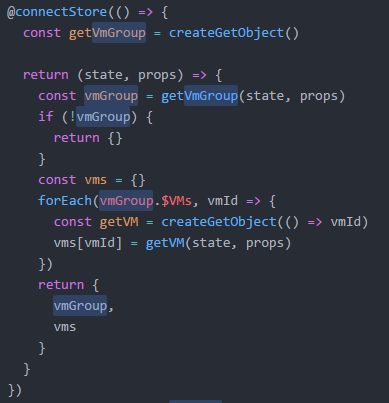 @connectStore(() => {
  const getVmGroup = createGetObject()

  return (state, props) => {
    const vmGroup = getVmGroup(state, props)
    if (!vmGroup) {
      return {}
    }
    const vms = {}
    forEach(vmGroup.$VMs, vmId => {
      const getVM = createGetObject(() => vmId)
      vms[vmId] = getVM(state, props)
    })
    return {
      vmGroup,
      vms
    }
  }
})